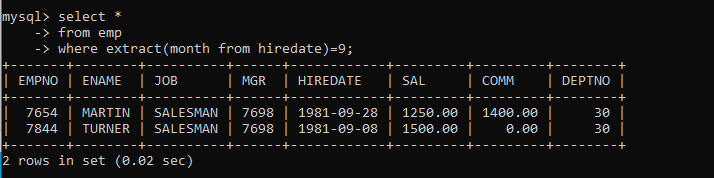 mysql> select *
    -> from emp
    -> where extract(month from hiredate)=9;
+-------+--------+----------+------+------------+---------+---------+--------+
| EMPNO | ENAME  | JOB      | MGR  | HIREDATE   | SAL     | COMM    | DEPTNO |
+-------+--------+----------+------+------------+---------+---------+--------+
|  7654 | MARTIN | SALESMAN | 7698 | 1981-09-28 | 1250.00 | 1400.00 |     30 |
|  7844 | TURNER | SALESMAN | 7698 | 1981-09-08 | 1500.00 |    0.00 |     30 |
+-------+--------+----------+------+------------+---------+---------+--------+
2 rows in set (0.02 sec)